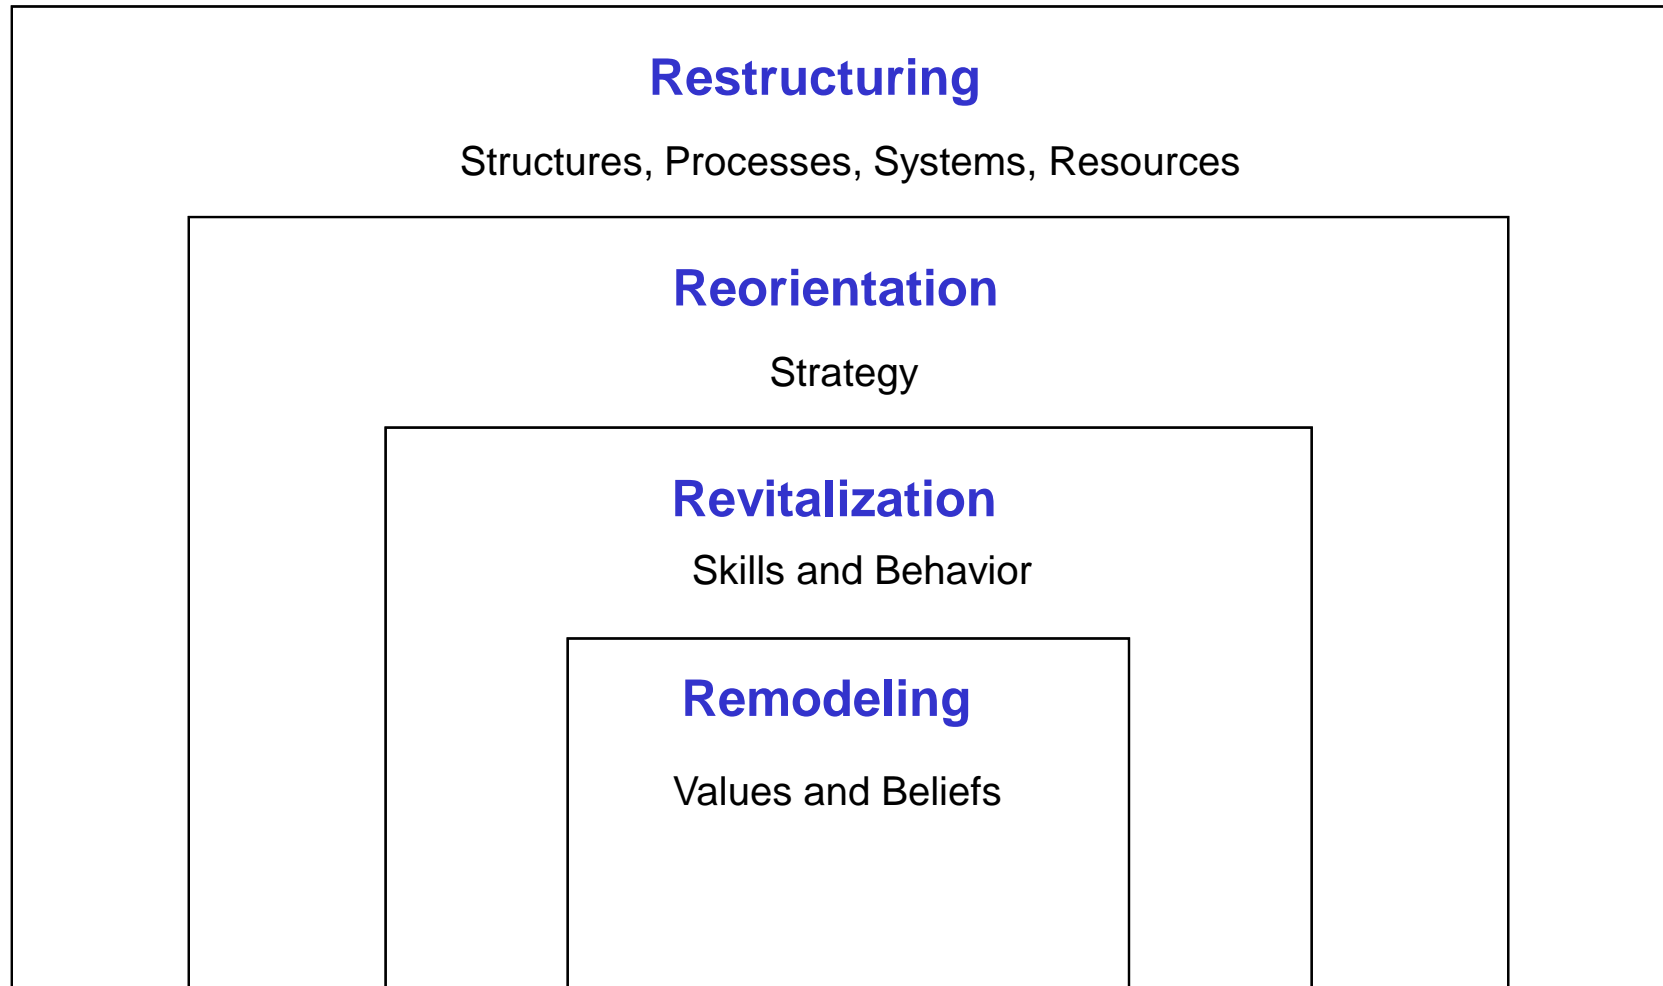 Restructuring
Structures, Processes, Systems, Resources
Reorientation
Strategy
Revitalization
Skills and Behavior
Remodeling
Values and Beliefs